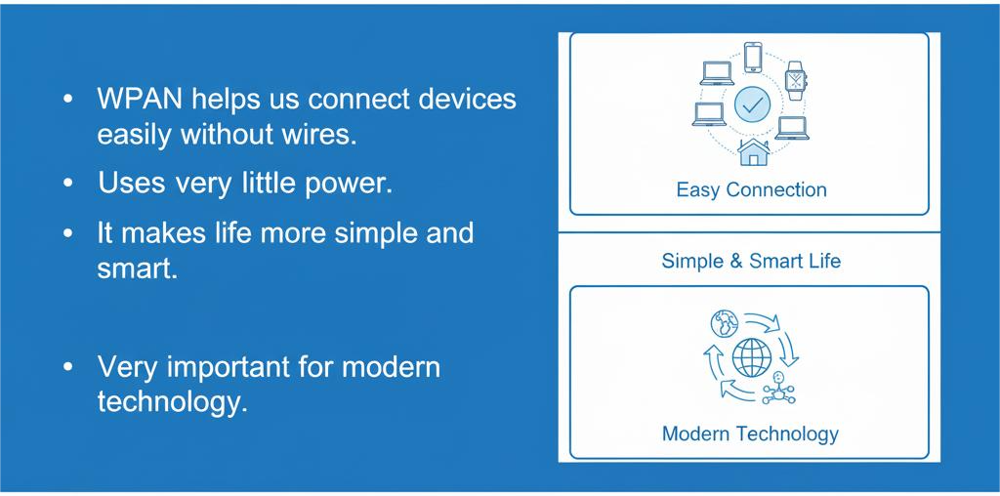 • WPAN helps us connect devices
easily without wires.
• Uses very little power.
• It makes life more simple and
smart.
• Very important for modern
technology.
Easy Connection
Simple & Smart Life
Modern Technology